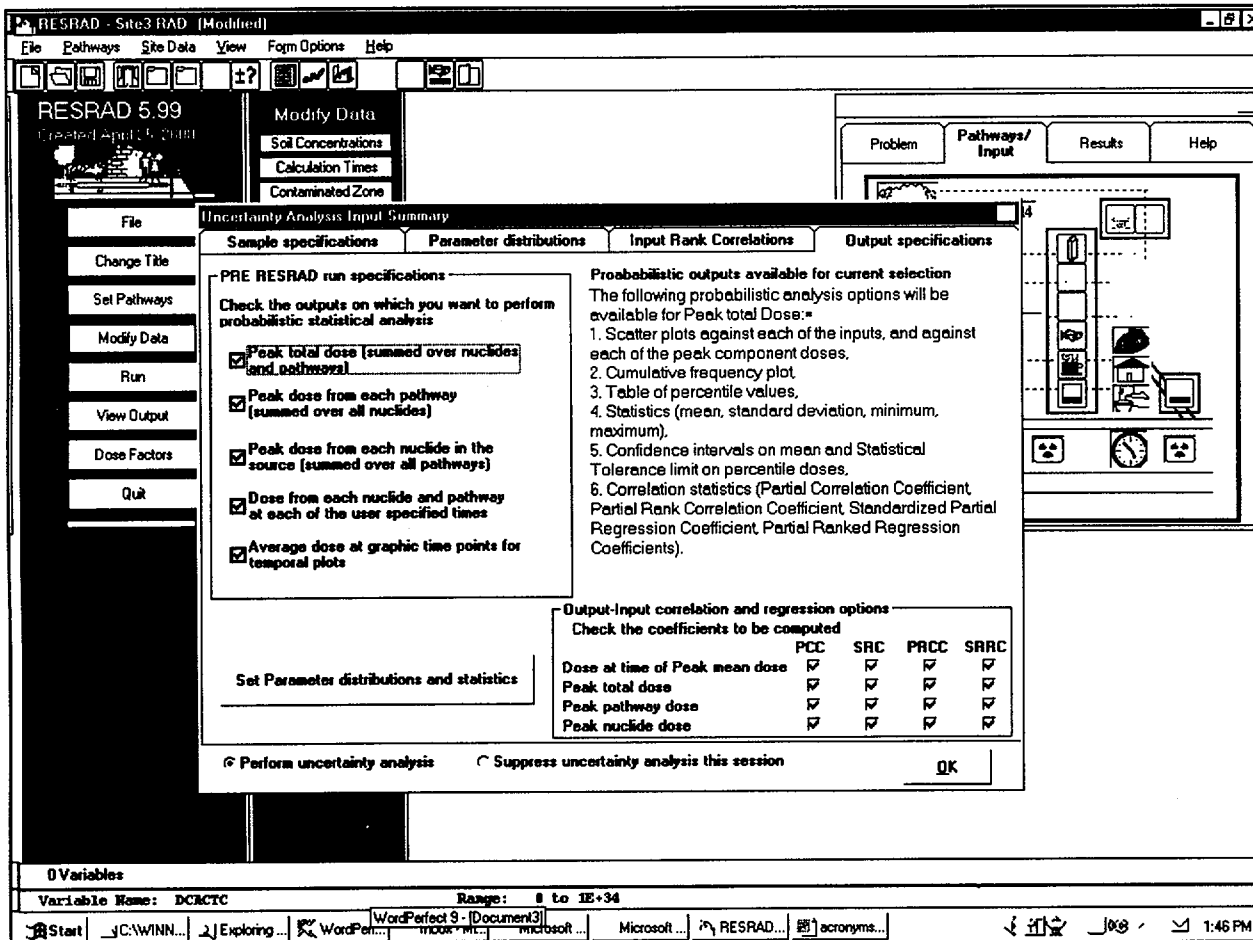 RESRAD - Site3 RAD (Modified)
File Pathways Site Data View Form Options Help
±?
RESRAD 5.99
Created April
Modify Data
Soil Concentrations
Calculation Times
Contaminated Zone
Problem
Pathways/
Input
Results
Help
File
Change Title
Set Pathways
Modify Data
Run
View Output
Dose Factors
Quit
Uncertainty Analysis Input Summary
Sample specifications Parameter distributions Input Rank Correlations Output specifications
PRE RESRAD run specifications
Check the outputs on which you want to perform
probabilistic statistical analysis
Peak total dose (summed over nuclides
and pathways)
Peak dose from each pathway
(summed over all nuclides)
Peak dose from each nuclide in the
source (summed over all pathways)
Dose from each nuclide and pathway
at each of the user specified times
Average dose at graphic time points for
temporal plots
Set Parameter distributions and statistics
Proababilistic outputs available for current selection
The following probabilistic analysis options will be
available for Peak total Dose:=
1. Scatter plots against each of the inputs, and against
each of the peak component doses,
2. Cumulative frequency plot,
3. Table of percentile values,
4. Statistics (mean, standard deviation, minimum,
maximum),
5. Confidence intervals on mean and Statistical
Tolerance limit on percentile doses,
6. Correlation statistics (Partial Correlation Coefficient,
Partial Rank Correlation Coefficient, Standardized Partial
Regression Coefficient, Partial Ranked Regression
Coefficients).
Output-Input correlation and regression options
Check the coefficients to be computed
PCC SRC PRCC SRRC
Dose at time of Peak mean dose
Peak total dose
Peak pathway dose
Peak nuclide dose
Perform uncertainty analysis Suppress uncertainty analysis this session
OK
0 Variables
Variable Name: DCACTC Range: 0 to 1E+34
WordPerfect 9 - [Document3]
Start C:\WINN... Exploring ... WordPerf... Inbox - Mi... Microsoft ... Microsoft ... RESRAD... acronyms... 1:46 PM